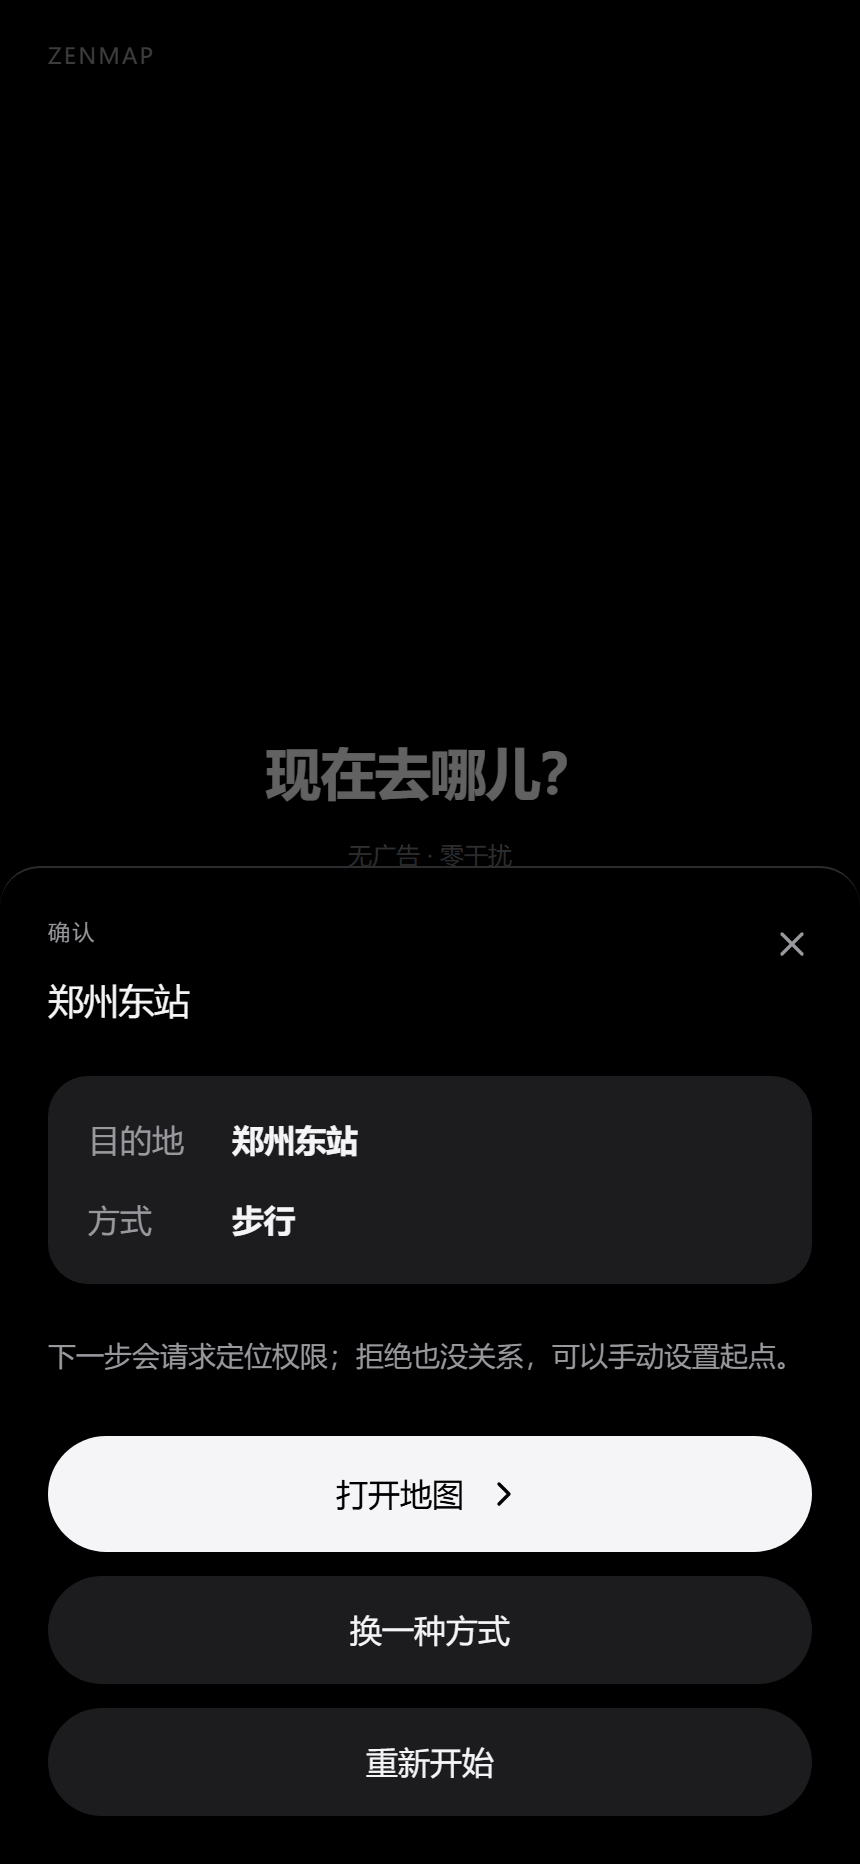 ZENMAP
现在去哪儿?
无广告 · 零干扰
确认
郑州东站
目的地 郑州东站
方式 步行
下一步会请求定位权限；拒绝也没关系，可以手动设置起点。
打开地图
换一种方式
重新开始